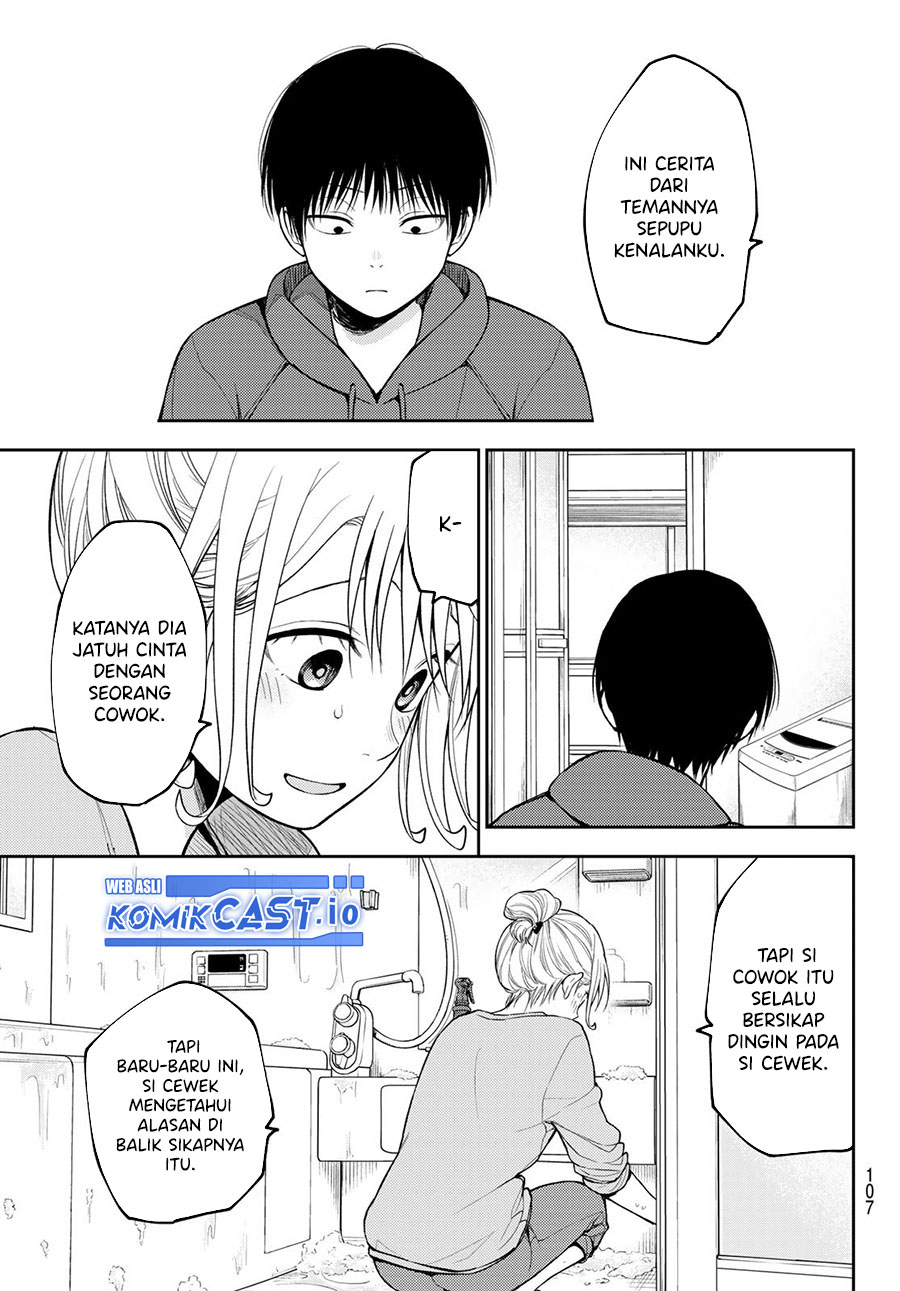 INI CERITA
DARI
TEMANNYA
SEPUPU
KENALANKU.
K-
KATANYA DIA
JATUH CINTA
DENGAN
SEORANG
COWOK.
TAPI SI
COWOK ITU
SELALU
BERSIKAP
DINGIN PADA
SI CEWEK.
WEB ASLI
KOMIKCAST.io
TAPI
BARU-BARU INI,
SI CEWEK
MENGETAHUI
ALASAN DI
BALIK SIKAPNYA
ITU.
107